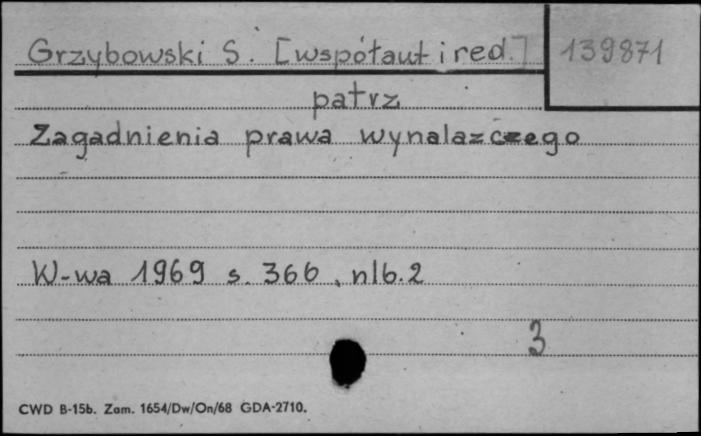 Grzybowski S. [współaut i red.] 139871
patrz
Zagadnienia prawa wynalazczego
W-wa 1969 s. 366, nlb. 2
3
CWD B-15b. Zam. 1654/Dw/On/68 GDA-2710.